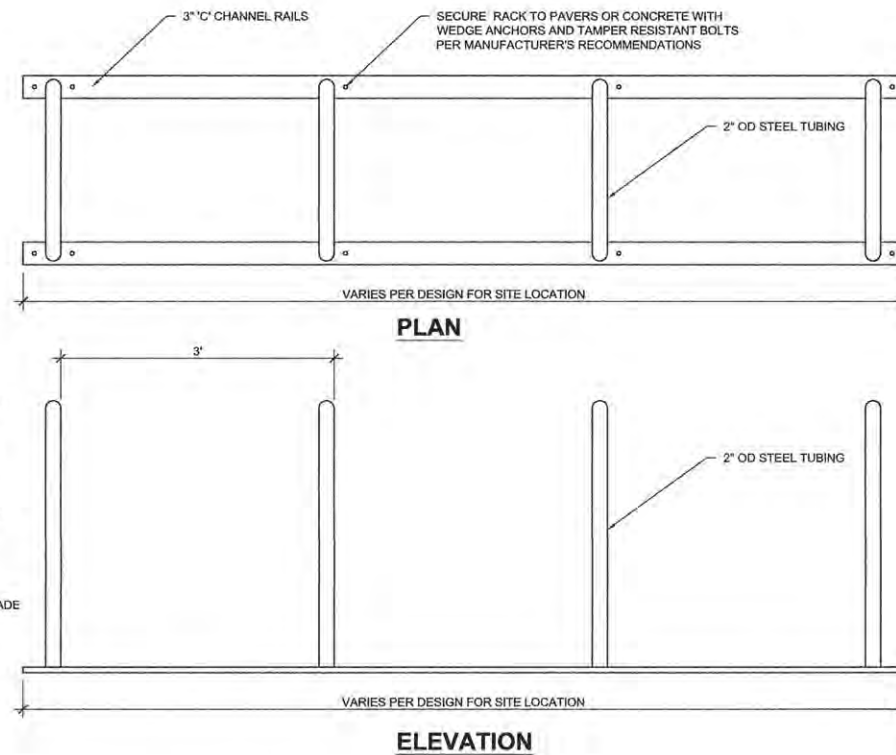 3" 'C' CHANNEL RAILS
SECURE RACK TO PAVERS OR CONCRETE WITH
WEDGE ANCHORS AND TAMPER RESISTANT BOLTS
PER MANUFACTURER'S RECOMMENDATIONS
2" OD STEEL TUBING
VARIES PER DESIGN FOR SITE LOCATION
PLAN
3'
2" OD STEEL TUBING
ADE
VARIES PER DESIGN FOR SITE LOCATION
ELEVATION